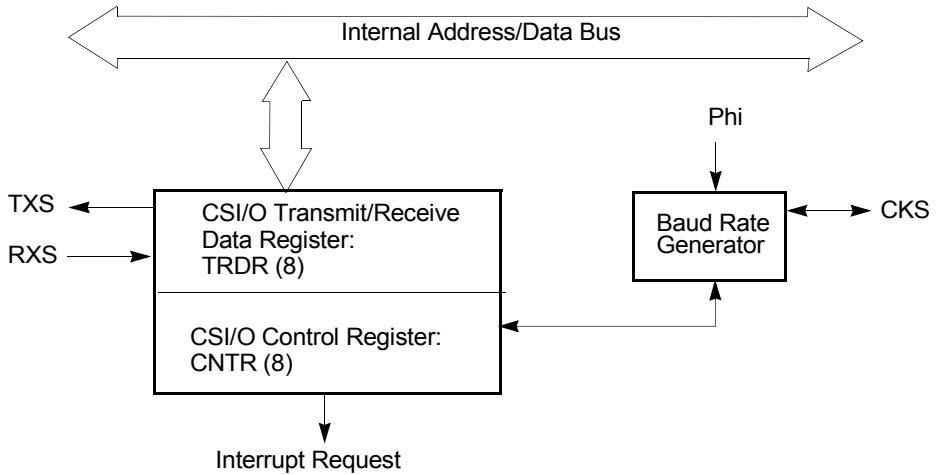 Internal Address/Data Bus
Phi
TXS
RXS
CSI/O Transmit/Receive
Data Register:
TRDR (8)
Baud Rate
Generator
CKS
CSI/O Control Register:
CNTR (8)
Interrupt Request